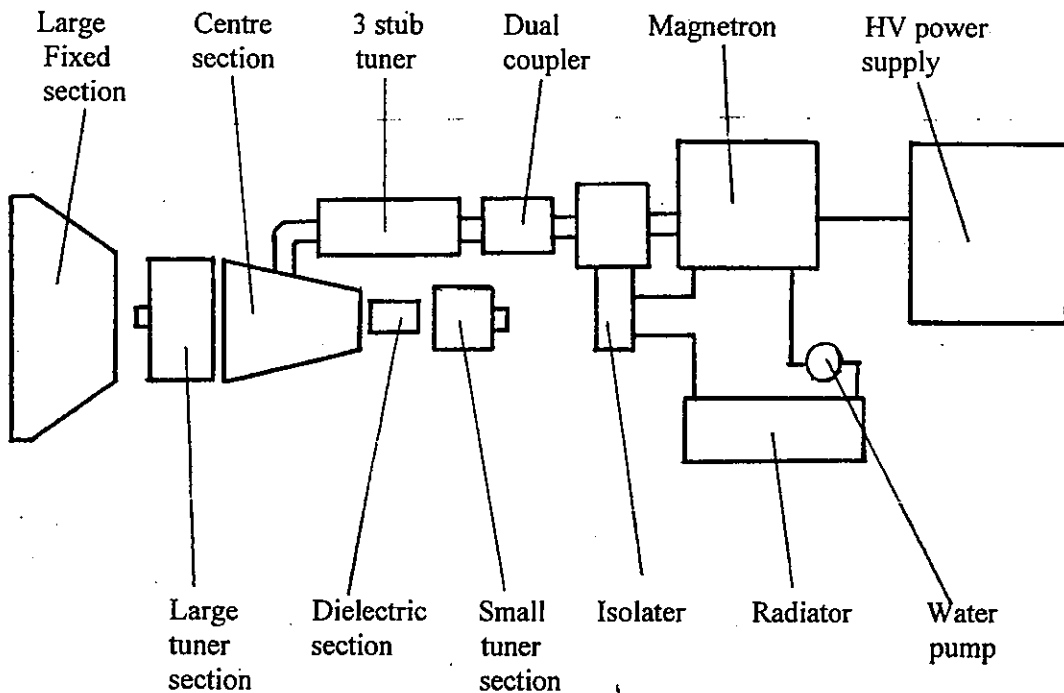 Large
Fixed
section
Centre
section
3 stub
tuner
Dual
coupler
Magnetron
HV power
supply
Large
tuner
section
Dielectric
section
Small
tuner
section
Isolater
Radiator
Water
pump